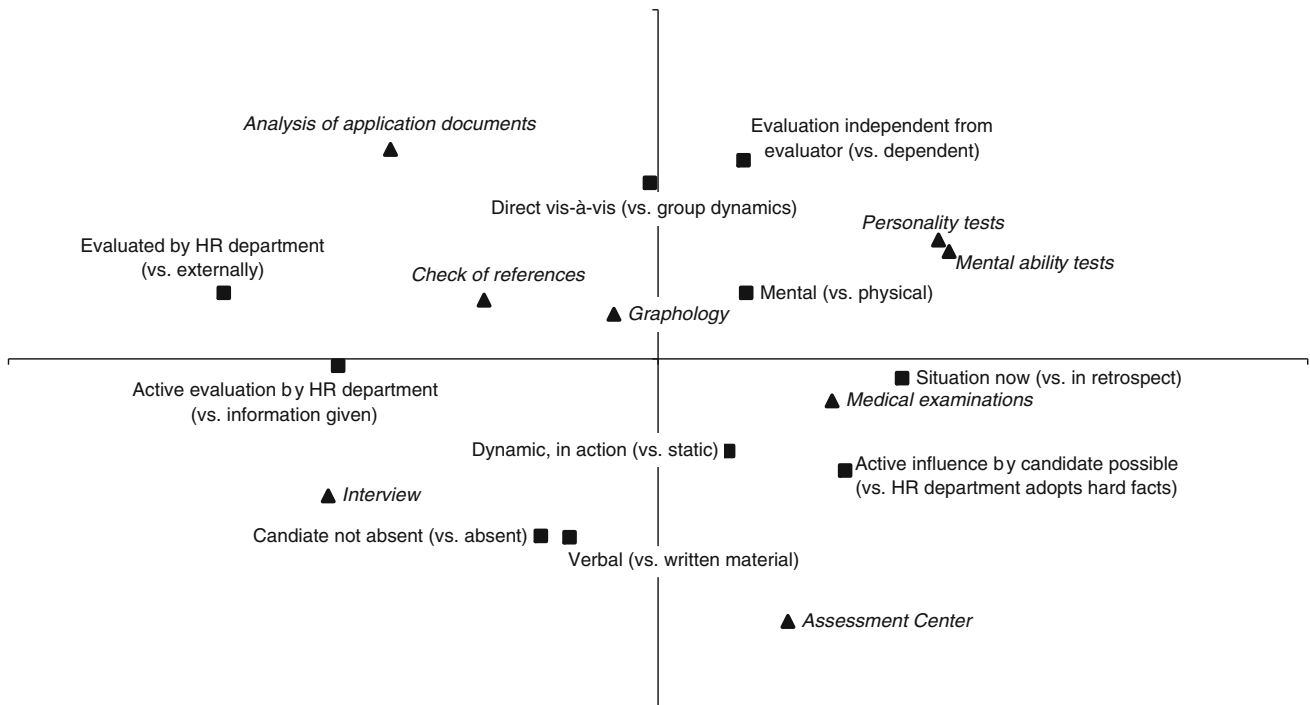 Analysis of application documents
Evaluation independent from
evaluator (vs. dependent)
Direct vis-à-vis (vs. group dynamics)
Personality tests
Evaluated by HR department
(vs. externally)
Mental ability tests
Check of references
Mental (vs. physical)
Graphology
Situation now (vs. in retrospect)
Active evaluation by HR department
(vs. information given)
Medical examinations
Dynamic, in action (vs. static)
Active influence by candidate possible
(vs. HR department adopts hard facts)
Interview
Candiate not absent (vs. absent)
Verbal (vs. written material)
Assessment Center